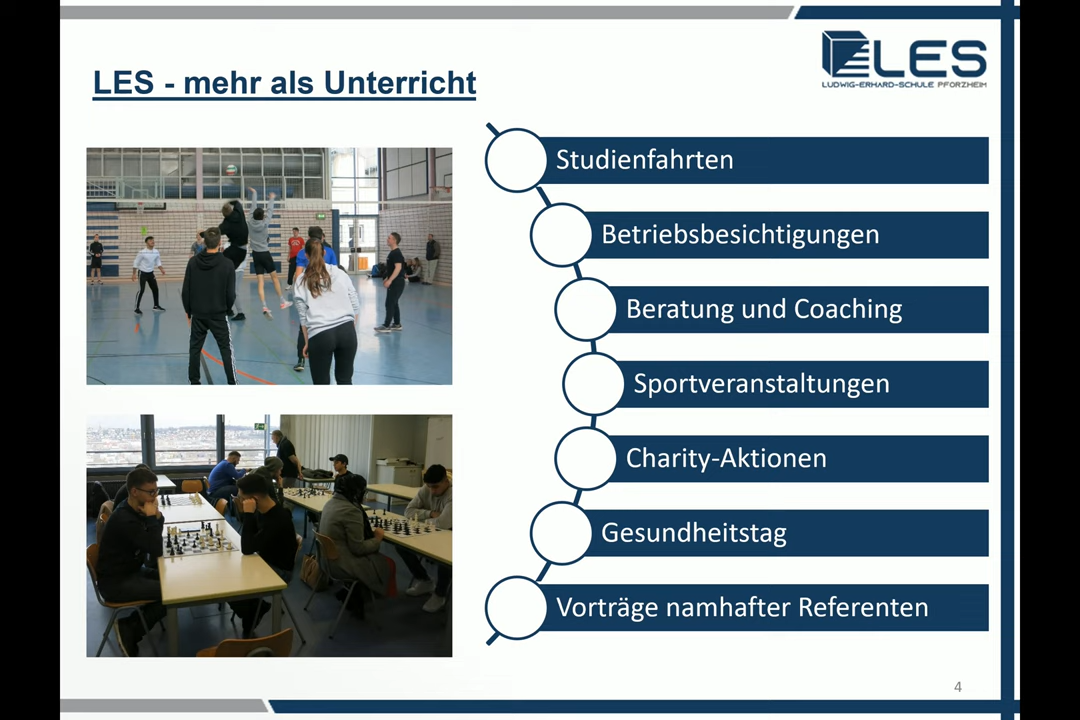 LES
LUDWIG-ERHARD-SCHULE PFORZHEIM
LES - mehr als Unterricht
Studienfahrten
Betriebsbesichtigungen
Beratung und Coaching
Sportveranstaltungen
Charity-Aktionen
Gesundheitstag
Vorträge namhafter Referenten
4